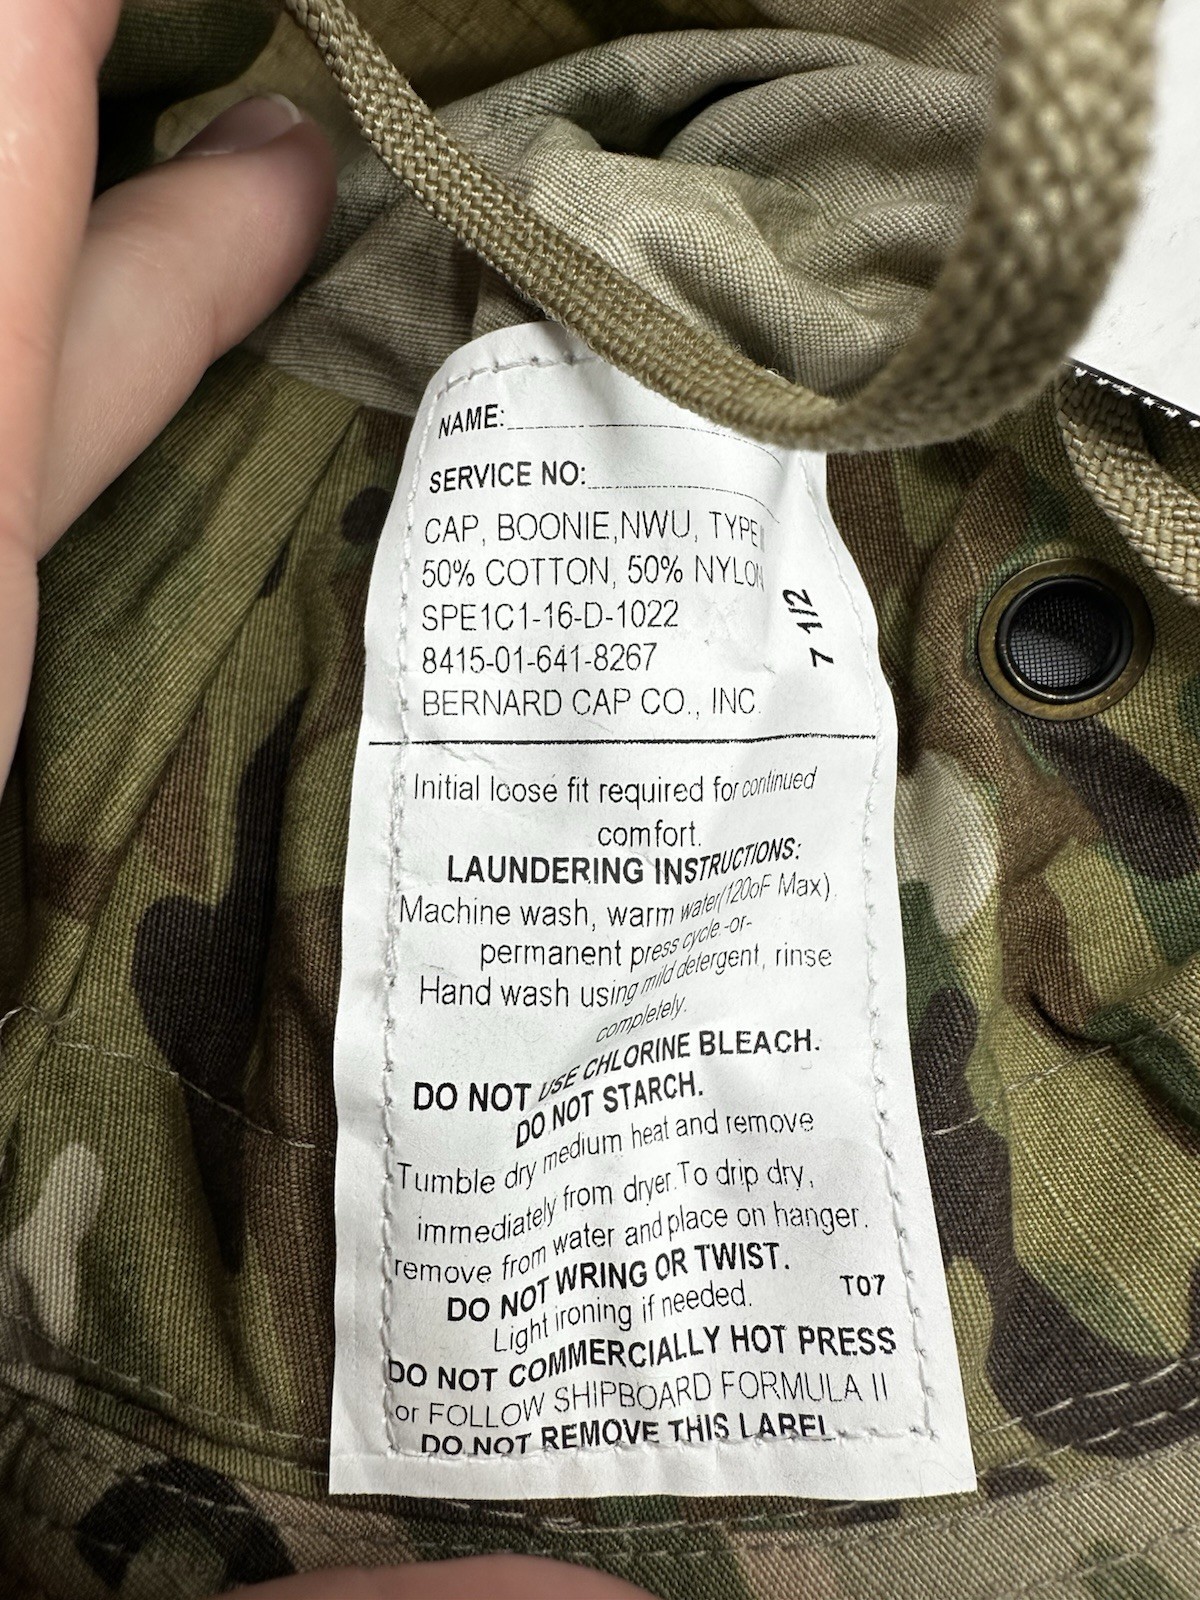 NAME:
SERVICE NO:
CAP, BOONIE,NWU, TYPE
50% COTTON, 50% NYLON
SPE1C1-16-D-1022
8415-01-641-8267
BERNARD CAP CO., INC.
7 1/2
Initial loose fit required for continued
comfort.
LAUNDERING INSTRUCTIONS:
Machine wash, warm water(120oF Max).
permanent press cycle.-or-
Hand wash using mild detergent, rinse
completely.
DO NOT USE CHLORINE BLEACH.
DO NOT STARCH.
Tumble dry medium heat and remove
immediately from dryer.To drip dry,
remove from water and place on hanger.
DO NOT WRING OR TWIST.
Light ironing if needed.
T07
DO NOT COMMERCIALLY HOT PRESS
or FOLLOW SHIPBOARD FORMULA II
DO NOT REMOVE THIS LABEL